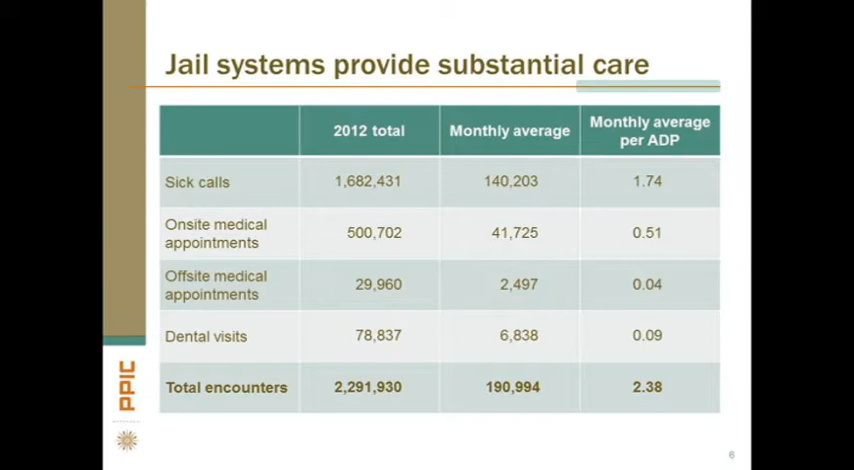 Jail systems provide substantial care
2012 total
Monthly average
Monthly average
per ADP
Sick calls
1,682,431
140,203
1.74
Onsite medical
appointments
500,702
41,725
0.51
Offsite medical
appointments
29,960
2,497
0.04
Dental visits
78,837
6,838
0.09
Total encounters
2,291,930
190,994
2.38
PPIC
6